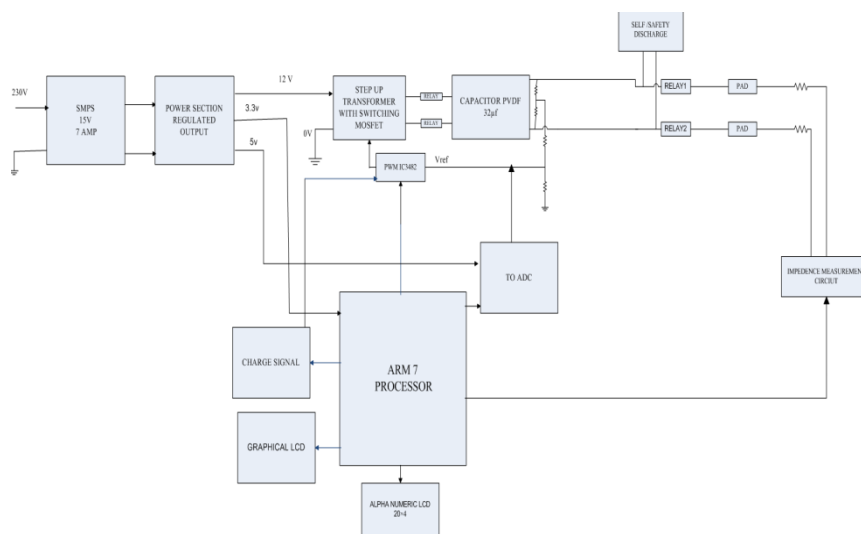 SELF /SAFETY
DISCHARGE
230V
SMPS
15V
7 AMP
POWER SECTION
REGULATED
OUTPUT
12 V
3.3v
5v
0V
STEP UP
TRANSFORMER
WITH SWITCHING
MOSFET
RELAY
RELAY
CAPACITOR PVDF
32µf
RELAY1
PAD
RELAY2
PAD
PWM IC3482
Vref
TO ADC
IMPEDENCE MEASUREMENT
CIRCIUT
CHARGE SIGNAL
ARM 7
PROCESSOR
GRAPHICAL LCD
ALPHA NUMERIC LCD
20*4